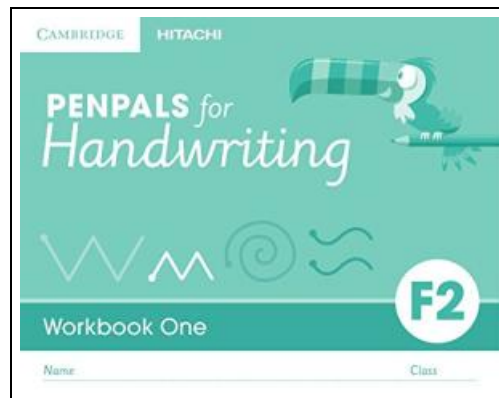 CAMBRIDGE HITACHI
PENPALS for
Handwriting
F2
Workbook One
Name Class